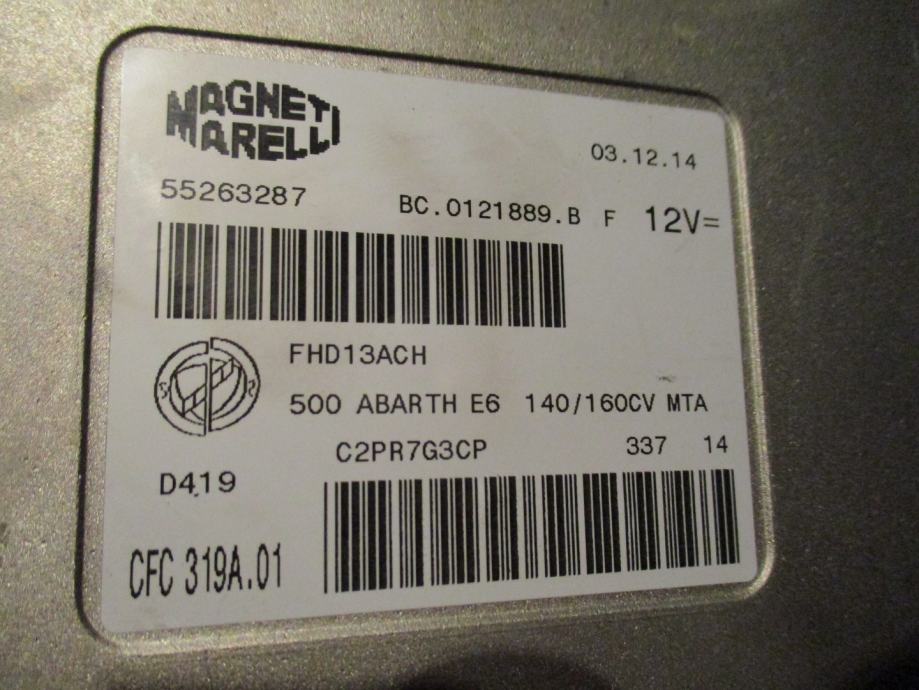 MAGNETI
MARELLI
03.12.14
55263287
BC.0121889.B F 12V=
FHD13ACH
500 ABARTH E6 140/160CV MTA
C2PR7G3CP 337 14
D419
CFC 319A.01